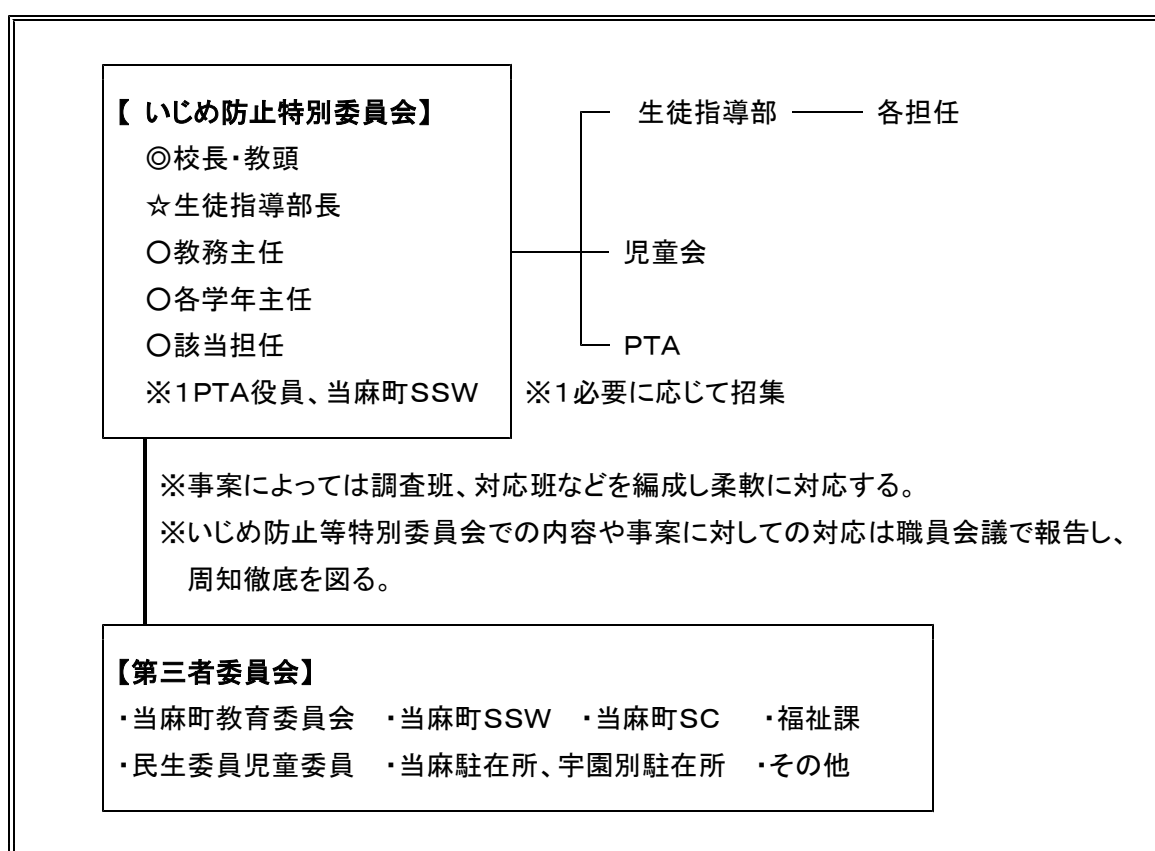 【 いじめ防止特別委員会】
◎校長・教頭
☆生徒指導部長
○教務主任
○各学年主任
○該当担任
※1PTA役員、当麻町SSW
生徒指導部
各担任
児童会
PTA
※1必要に応じて招集
※事案によっては調査班、対応班などを編成し柔軟に対応する。
※いじめ防止等特別委員会での内容や事案に対しての対応は職員会議で報告し、
周知徹底を図る。
【第三者委員会】
・当麻町教育委員会 ・当麻町SSW ・当麻町SC ・福祉課
・民生委員児童委員 ・当麻駐在所、宇園別駐在所 ・その他